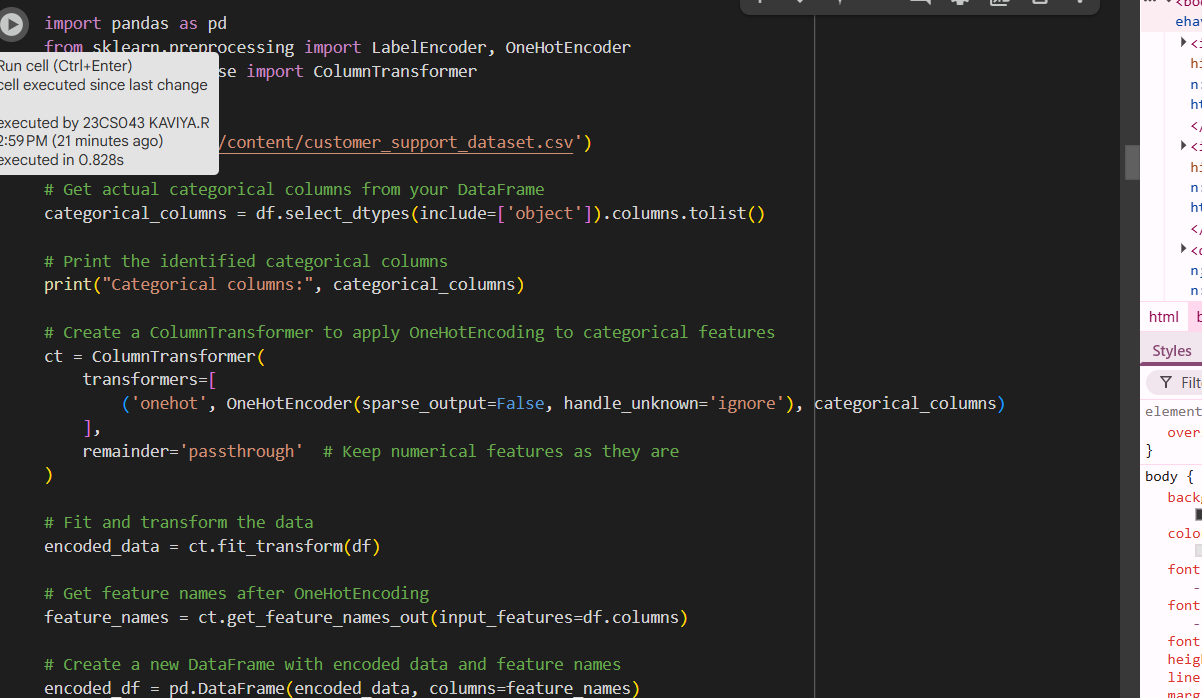 import pandas as pd
from sklearn.preprocessing import LabelEncoder, OneHotEncoder
Run cell (Ctrl+Enter)
cell executed since last change
executed by 23CS043 KAVIYA.R
2:59 PM (21 minutes ago)
executed in 0.828s
se import ColumnTransformer
/content/customer_support_dataset.csv')
# Get actual categorical columns from your DataFrame
categorical_columns = df.select_dtypes(include=['object']).columns.tolist()
# Print the identified categorical columns
print("Categorical columns:", categorical_columns)
# Create a ColumnTransformer to apply OneHotEncoding to categorical features
ct = ColumnTransformer(
    transformers=[
        ('onehot', OneHotEncoder(sparse_output=False, handle_unknown='ignore'), categorical_columns)
    ],
    remainder='passthrough'  # Keep numerical features as they are
)
# Fit and transform the data
encoded_data = ct.fit_transform(df)
# Get feature names after OneHotEncoding
feature_names = ct.get_feature_names_out(input_features=df.columns)
# Create a new DataFrame with encoded data and feature names
encoded_df = pd.DataFrame(encoded_data, columns=feature_names)
html
Styles
element
over
}
body {
colo
font
font
font
line